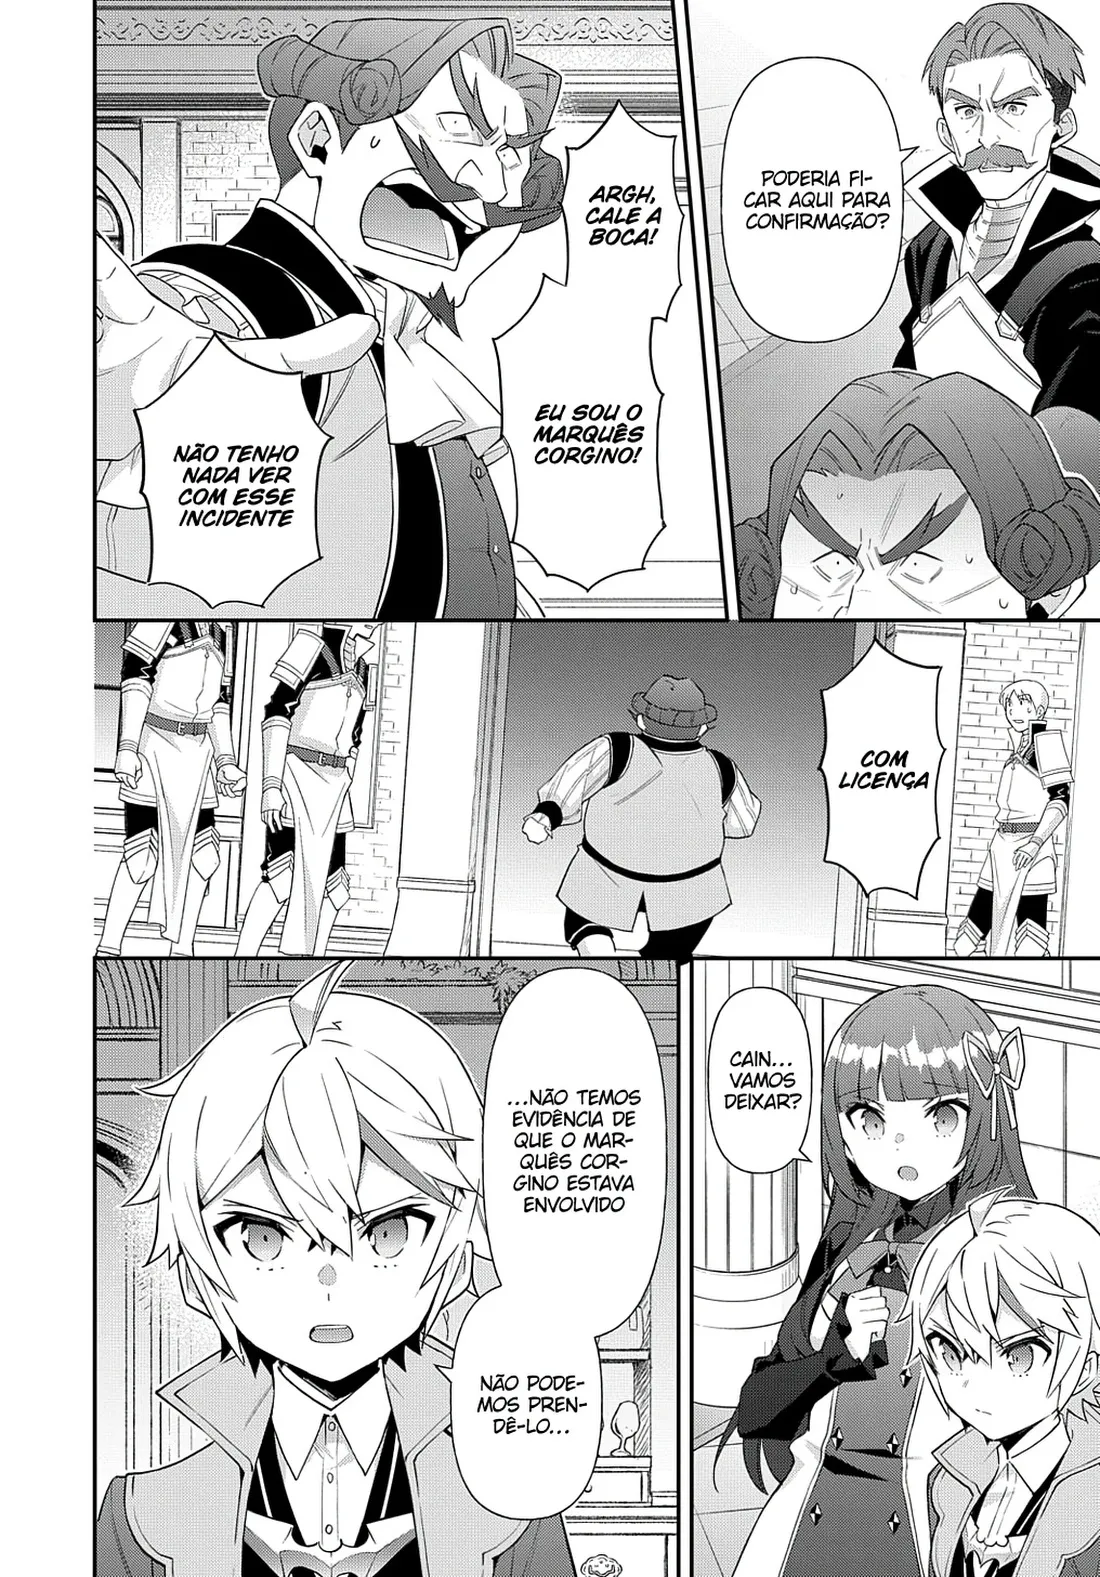 PODERIA FI-
CAR AQUI PARA
CONFIRMAÇÃO?
ARGH,
CALE A
BOCA!
EU SOU O
MARQUÊS
CORGINO!
NÃO TENHO
NADA VER
COM ESSE
INCIDENTE
COM
LICENÇA
CAIN...
VAMOS
DEIXAR?
...NÃO TEMOS
EVIDÊNCIA DE
QUE O MAR-
QUÊS COR-
GINO ESTAVA
ENVOLVIDO
NÃO PODE-
MOS PREN-
DÊ-LO...